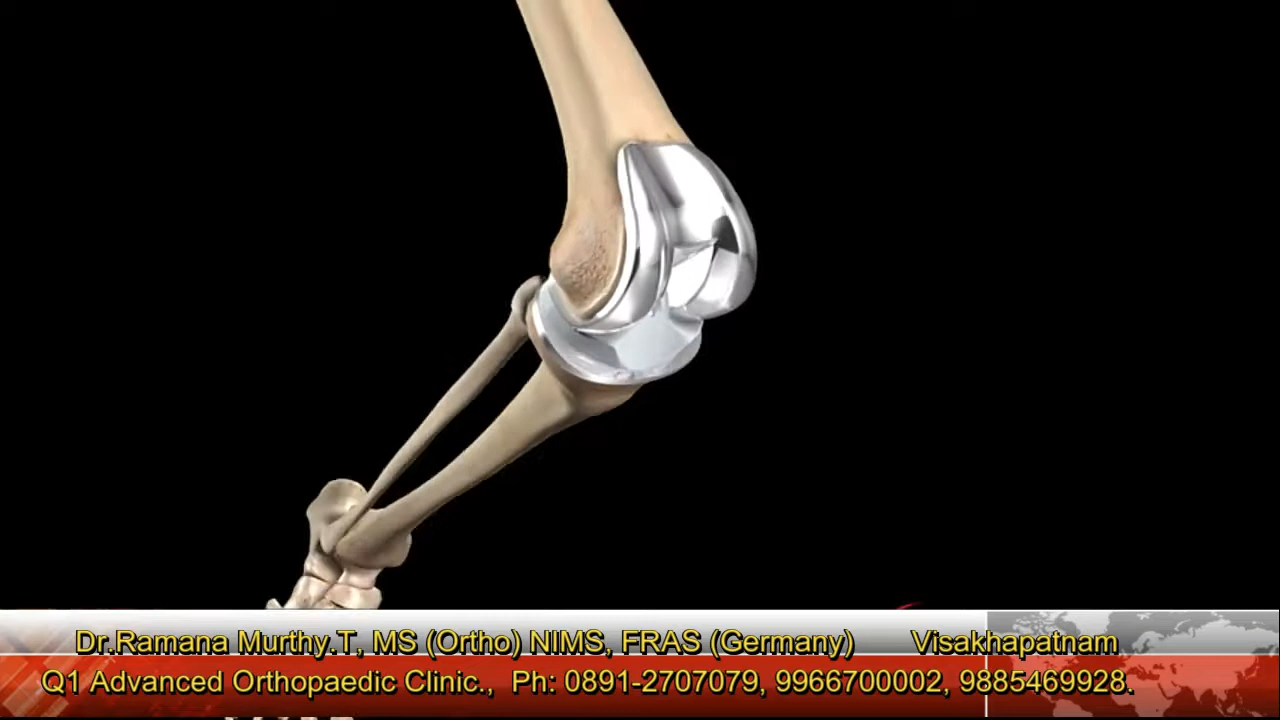 Dr.Ramana Murthy.T, MS (Ortho) NIMS, FRAS (Germany) Visakhapatnam
Q1 Advanced Orthopaedic Clinic., Ph: 0891-2707079, 9966700002, 9885469928.